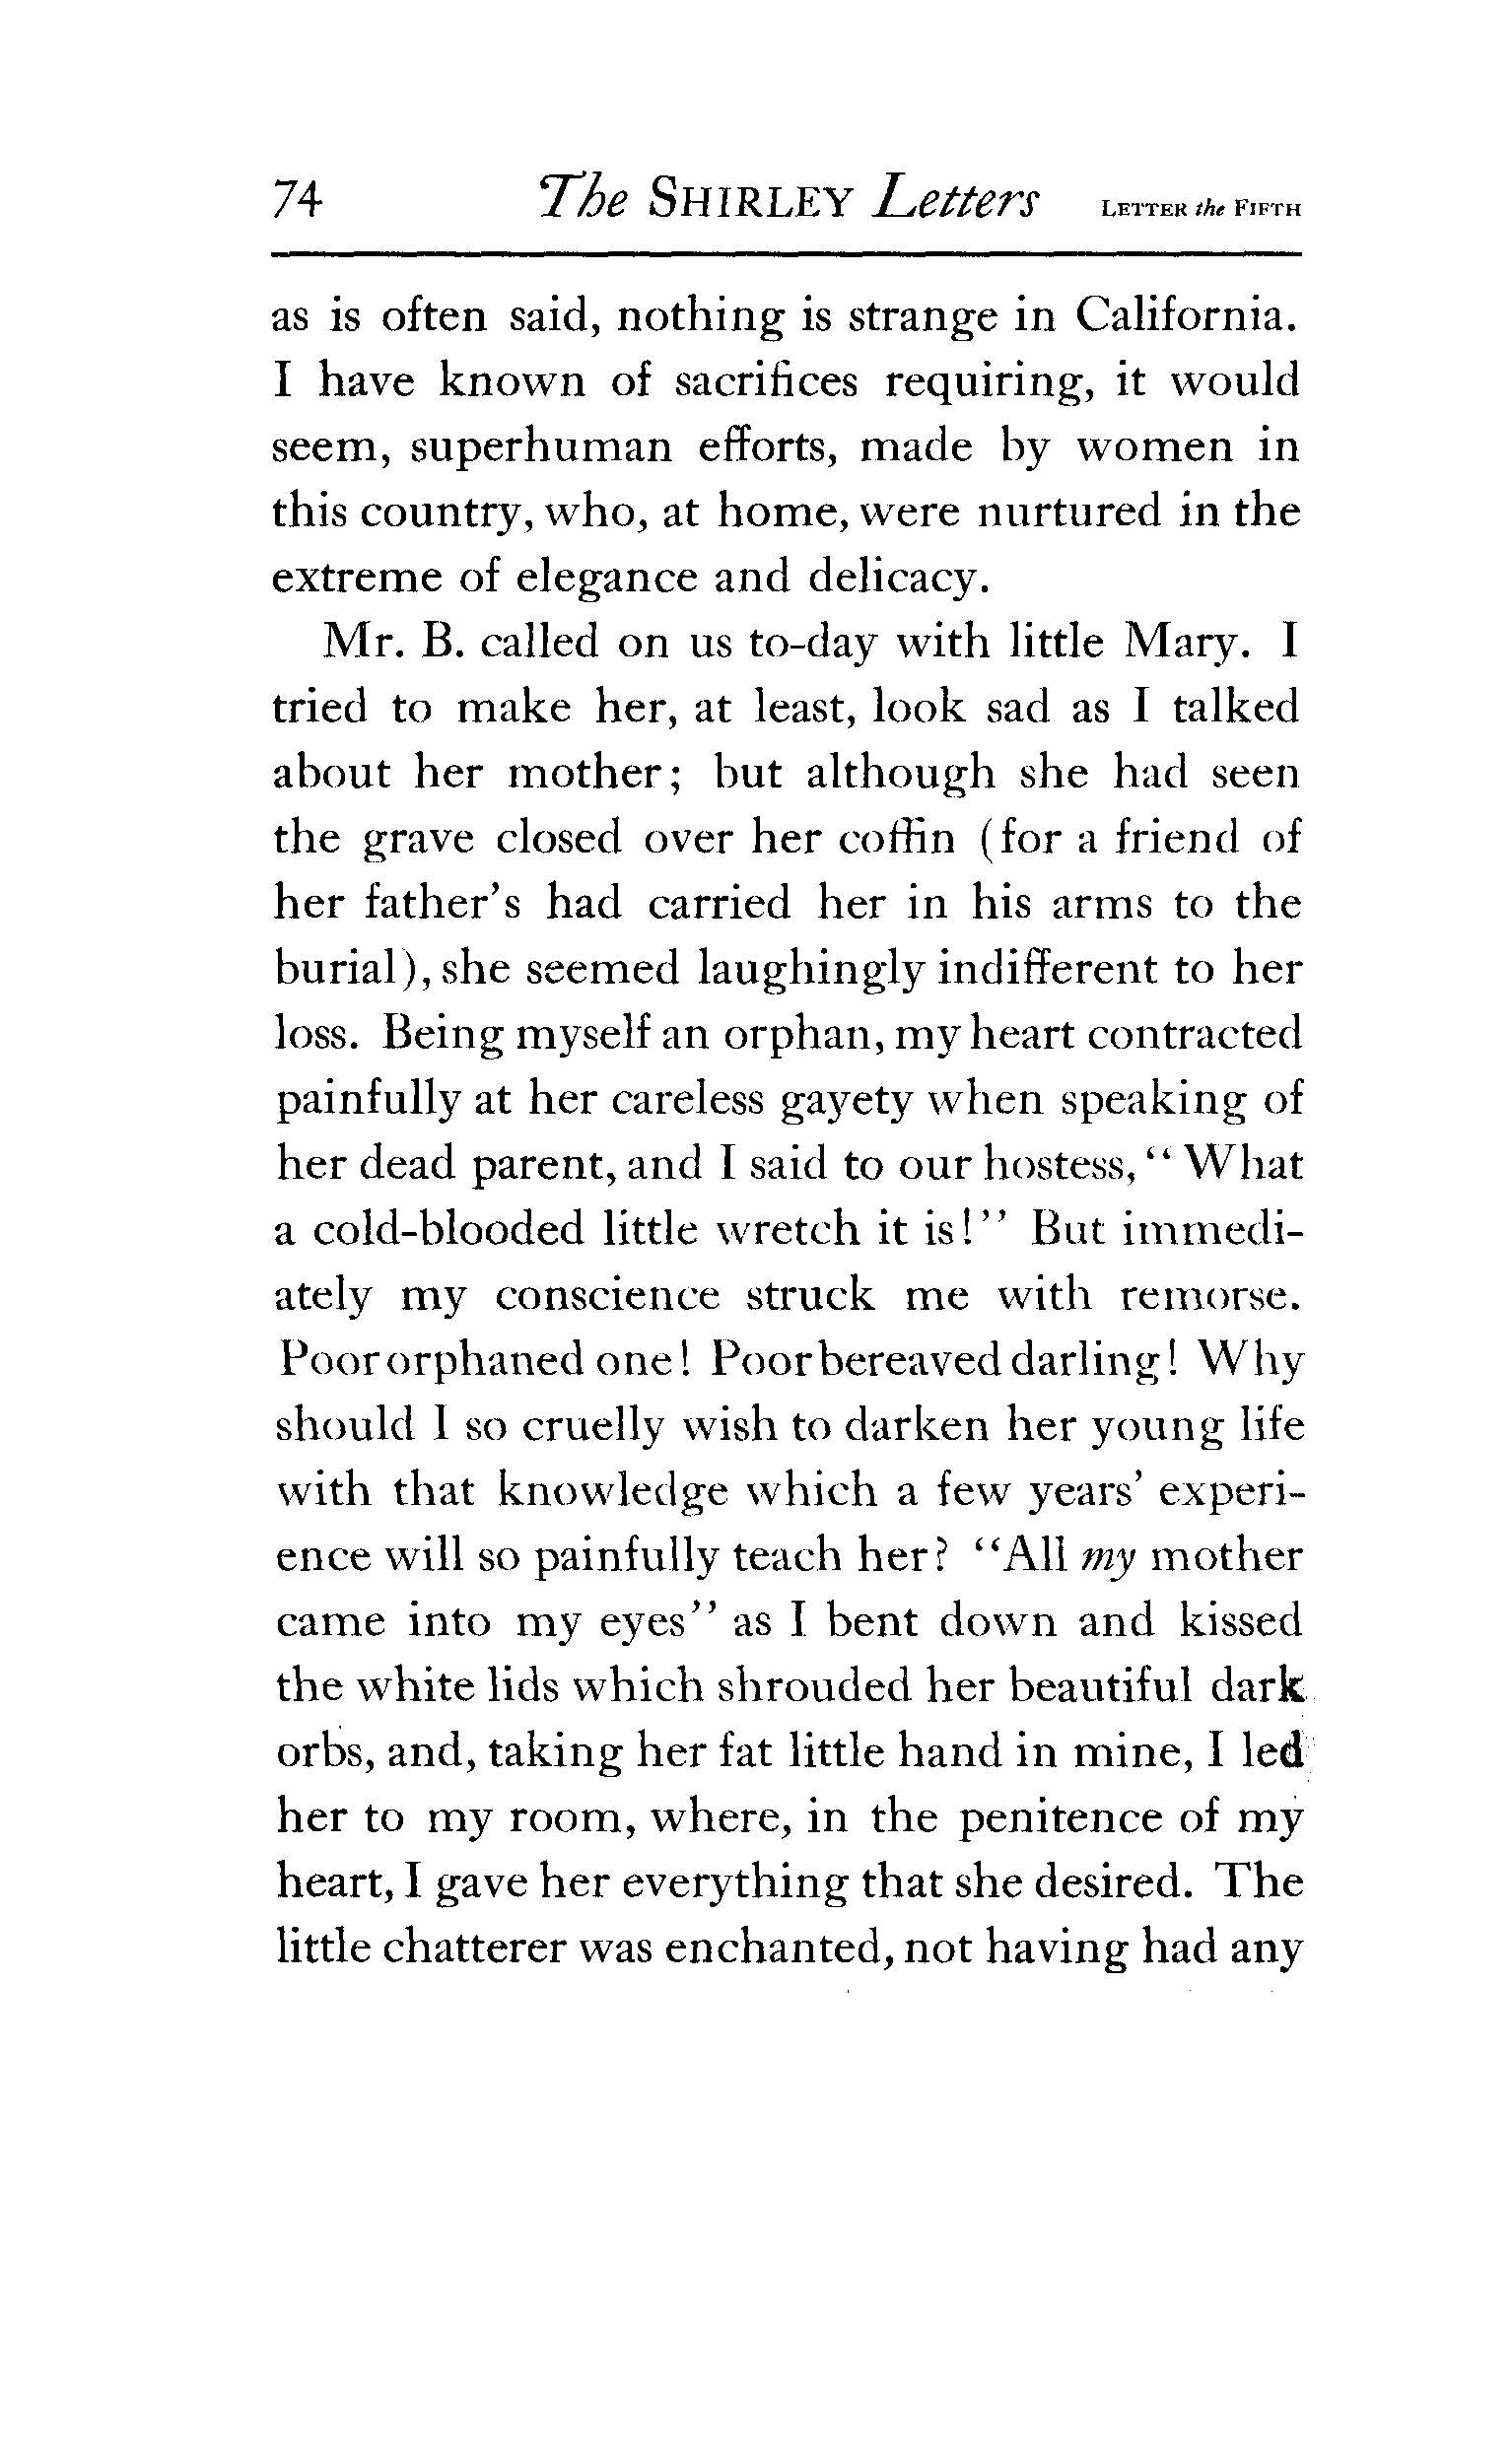 74 The SHIRLEY Letters LETTER the FIFTH
as is often said, nothing is strange in California.
I have known of sacrifices requiring, it would
seem, superhuman efforts, made by women in
this country, who, at home, were nurtured in the
extreme of elegance and delicacy.
Mr. B. called on us to-day with little Mary. I
tried to make her, at least, look sad as I talked
about her mother; but although she had seen
the grave closed over her coffin (for a friend of
her father's had carried her in his arms to the
burial), she seemed laughingly indifferent to her
loss. Being myself an orphan, my heart contracted
painfully at her careless gayety when speaking of
her dead parent, and I said to our hostess, "What
a cold-blooded little wretch it is!" But immedi-
ately my conscience struck me with remorse.
Poor orphaned one! Poor bereaved darling! Why
should I so cruelly wish to darken her young life
with that knowledge which a few years' experi-
ence will so painfully teach her? "All my mother
came into my eyes" as I bent down and kissed
the white lids which shrouded her beautiful dark
orbs, and, taking her fat little hand in mine, I led
her to my room, where, in the penitence of my
heart, I gave her everything that she desired. The
little chatterer was enchanted, not having had any